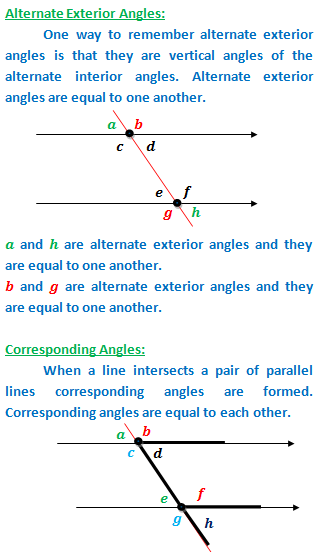 Alternate Exterior Angles:
One way to remember alternate exterior
angles is that they are vertical angles of the
alternate interior angles. Alternate exterior
angles are equal to one another.
a b
c d
e f
g h
a and h are alternate exterior angles and they
are equal to one another.
b and g are alternate exterior angles and they
are equal to one another.
Corresponding Angles:
When a line intersects a pair of parallel
lines corresponding angles are formed.
Corresponding angles are equal to each other.
a b
c d
e f
g h